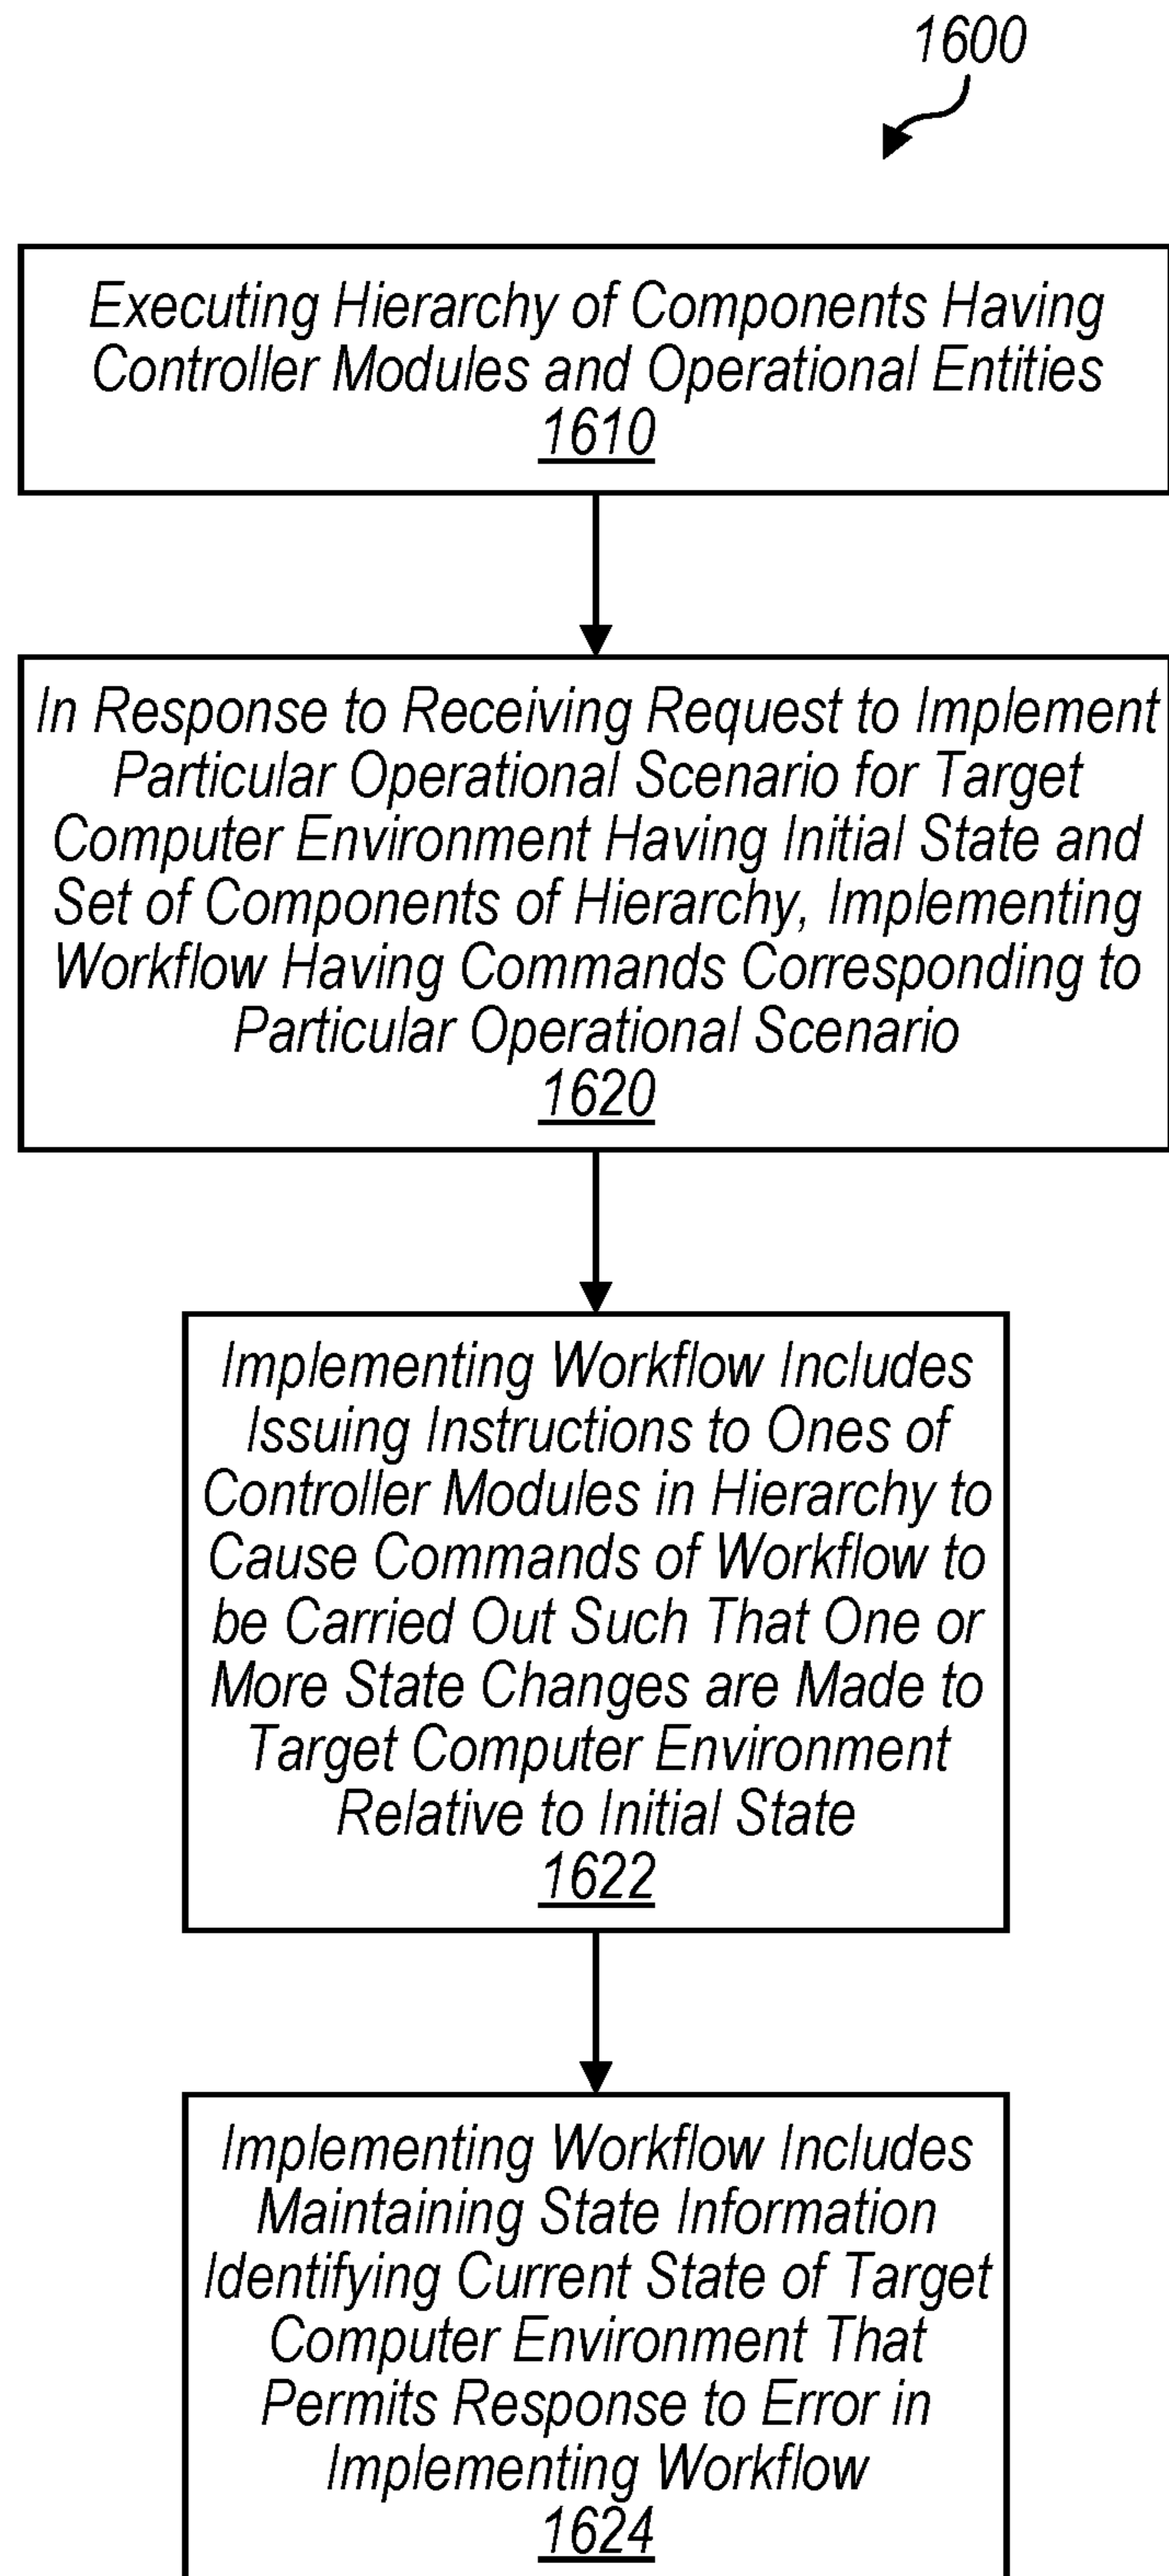 1600
Executing Hierarchy of Components Having
Controller Modules and Operational Entities
1610
In Response to Receiving Request to Implement
Particular Operational Scenario for Target
Computer Environment Having Initial State and
Set of Components of Hierarchy, Implementing
Workflow Having Commands Corresponding to
Particular Operational Scenario
1620
Implementing Workflow Includes
Issuing Instructions to Ones of
Controller Modules in Hierarchy to
Cause Commands of Workflow to
be Carried Out Such That One or
More State Changes are Made to
Target Computer Environment
Relative to Initial State
1622
Implementing Workflow Includes
Maintaining State Information
Identifying Current State of Target
Computer Environment That
Permits Response to Error in
Implementing Workflow
1624